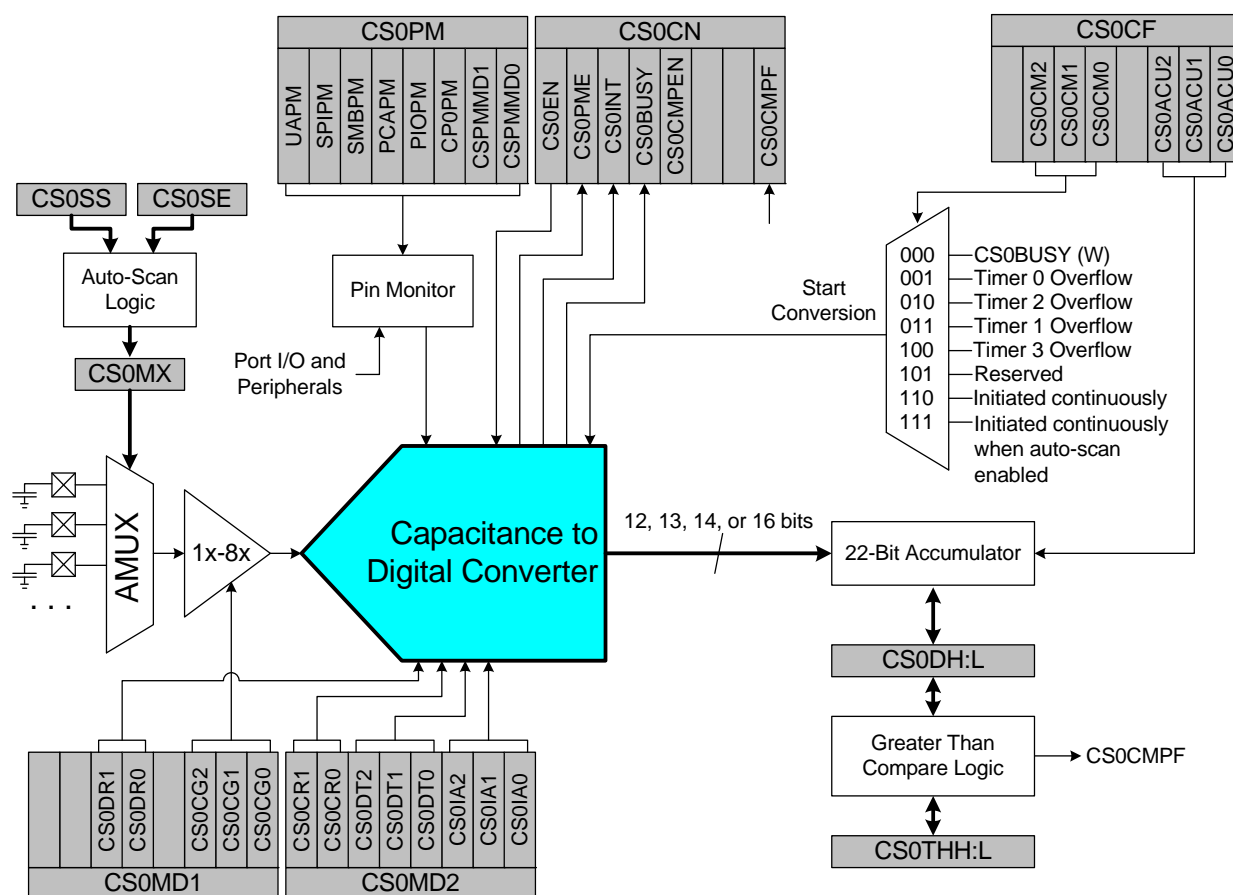 CS0PM
UAPM
SPIPM
SMBPM
PCAPM
PIOPM
CP0PM
CSPMMD1
CSPMMD0
CS0CN
CS0EN
CS0PME
CS0INT
CS0BUSY
CS0CMPEN
CS0CMPF
CS0CF
CS0CM2
CS0CM1
CS0CM0
CS0ACU2
CS0ACU1
CS0ACU0
CS0SS
CS0SE
Auto-Scan
Logic
CS0MX
Pin Monitor
Port I/O and
Peripherals
Start
Conversion
000 CS0BUSY (W)
001 Timer 0 Overflow
010 Timer 2 Overflow
011 Timer 1 Overflow
100 Timer 3 Overflow
101 Reserved
110 Initiated continuously
111 Initiated continuously
when auto-scan
enabled
AMUX
. . .
1x-8x
Capacitance to
Digital Converter
12, 13, 14, or 16 bits
22-Bit Accumulator
CS0DH:L
Greater Than
Compare Logic
CS0CMPF
CS0THH:L
CS0DR1
CS0DR0
CS0CG2
CS0CG1
CS0CG0
CS0MD1
CS0CR1
CS0CR0
CS0DT2
CS0DT1
CS0DT0
CS0IA2
CS0IA1
CS0IA0
CS0MD2